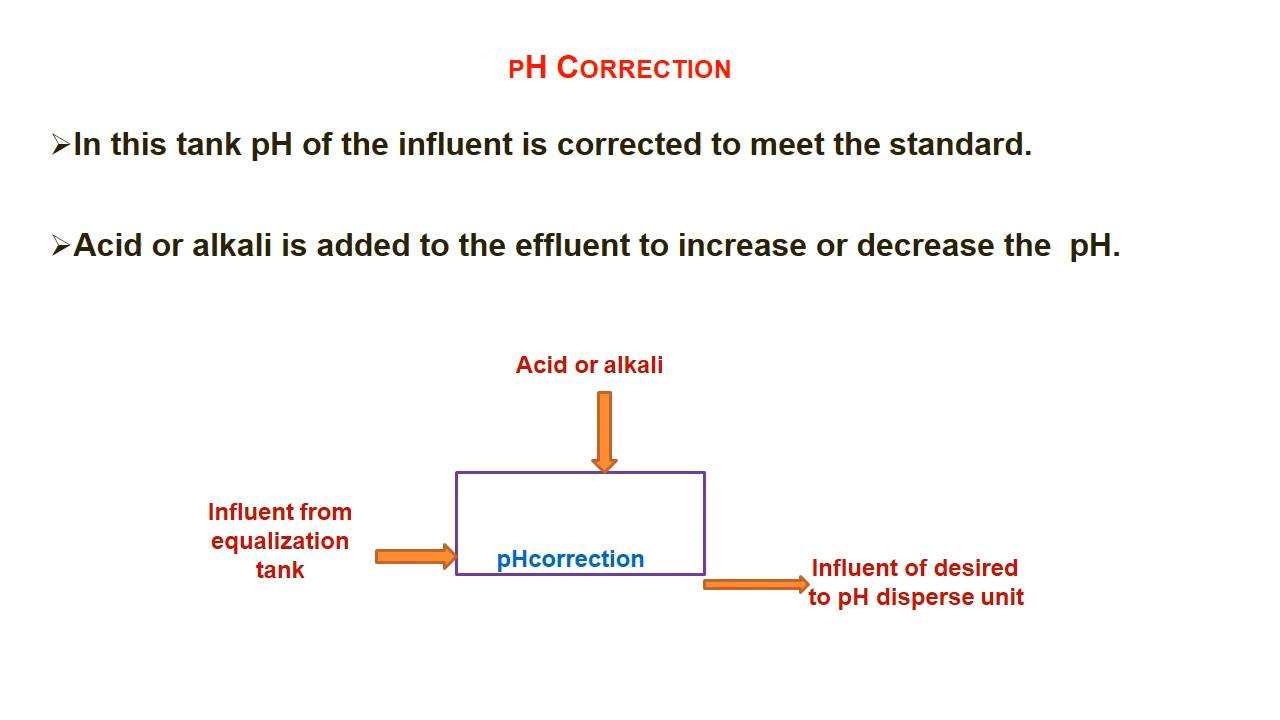 pH Correction
➢In this tank pH of the influent is corrected to meet the standard.
➢Acid or alkali is added to the effluent to increase or decrease the  pH.
Acid or alkali
Influent from
equalization
tank
pHcorrection
Influent of desired
to pH disperse unit